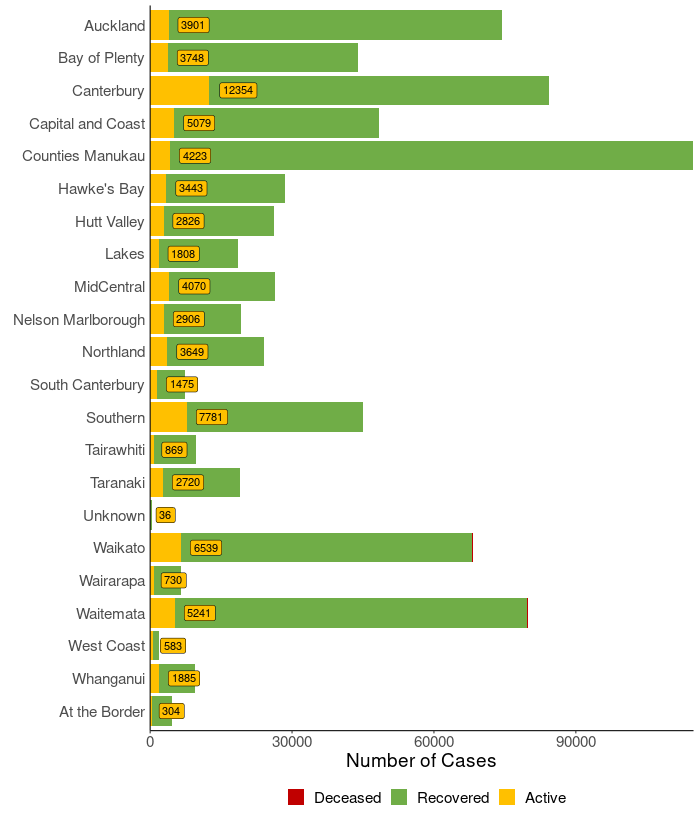 Auckland 3901
Bay of Plenty 3748
Canterbury 12354
Capital and Coast 5079
Counties Manukau 4223
Hawke's Bay 3443
Hutt Valley 2826
Lakes 1808
MidCentral 4070
Nelson Marlborough 2906
Northland 3649
South Canterbury 1475
Southern 7781
Tairawhiti 869
Taranaki 2720
Unknown 36
Waikato 6539
Wairarapa 730
Waitemata 5241
West Coast 583
Whanganui 1885
At the Border 304
0 30000 60000 90000
Number of Cases
Deceased Recovered Active